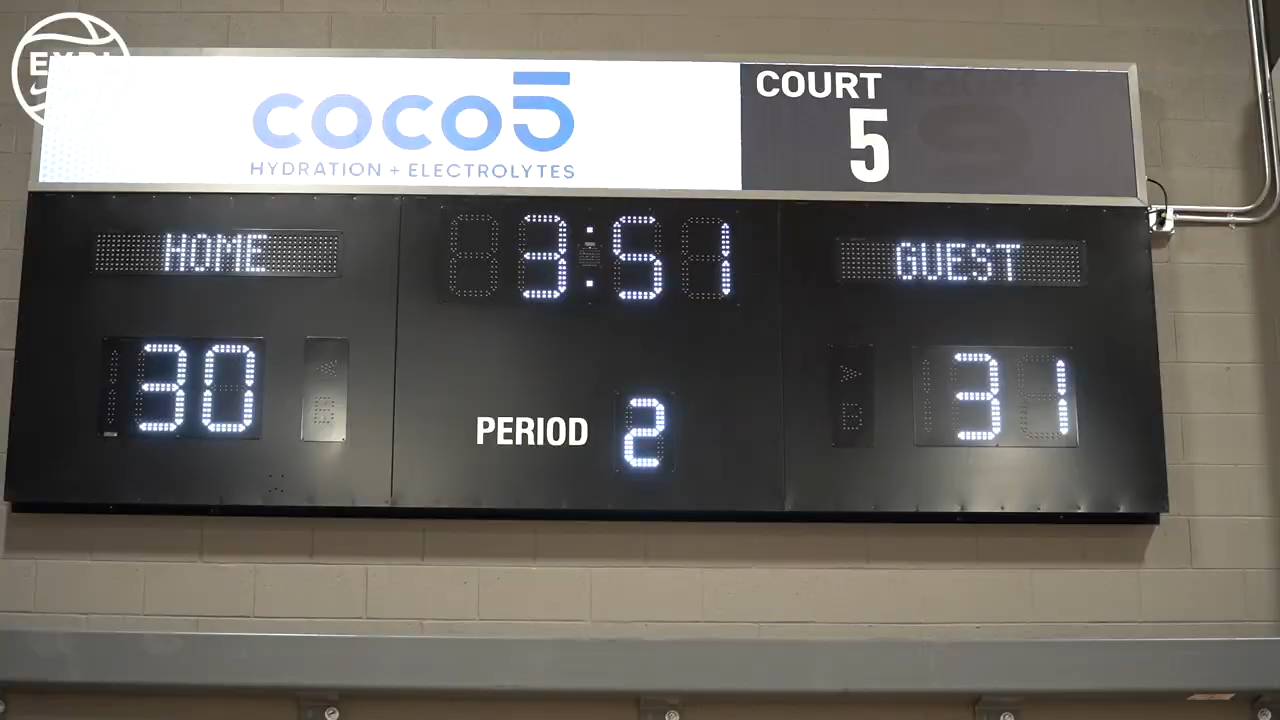 coco5
HYDRATION + ELECTROLYTES
COURT
5
HOME
3:51
GUEST
30
PERIOD
2
31